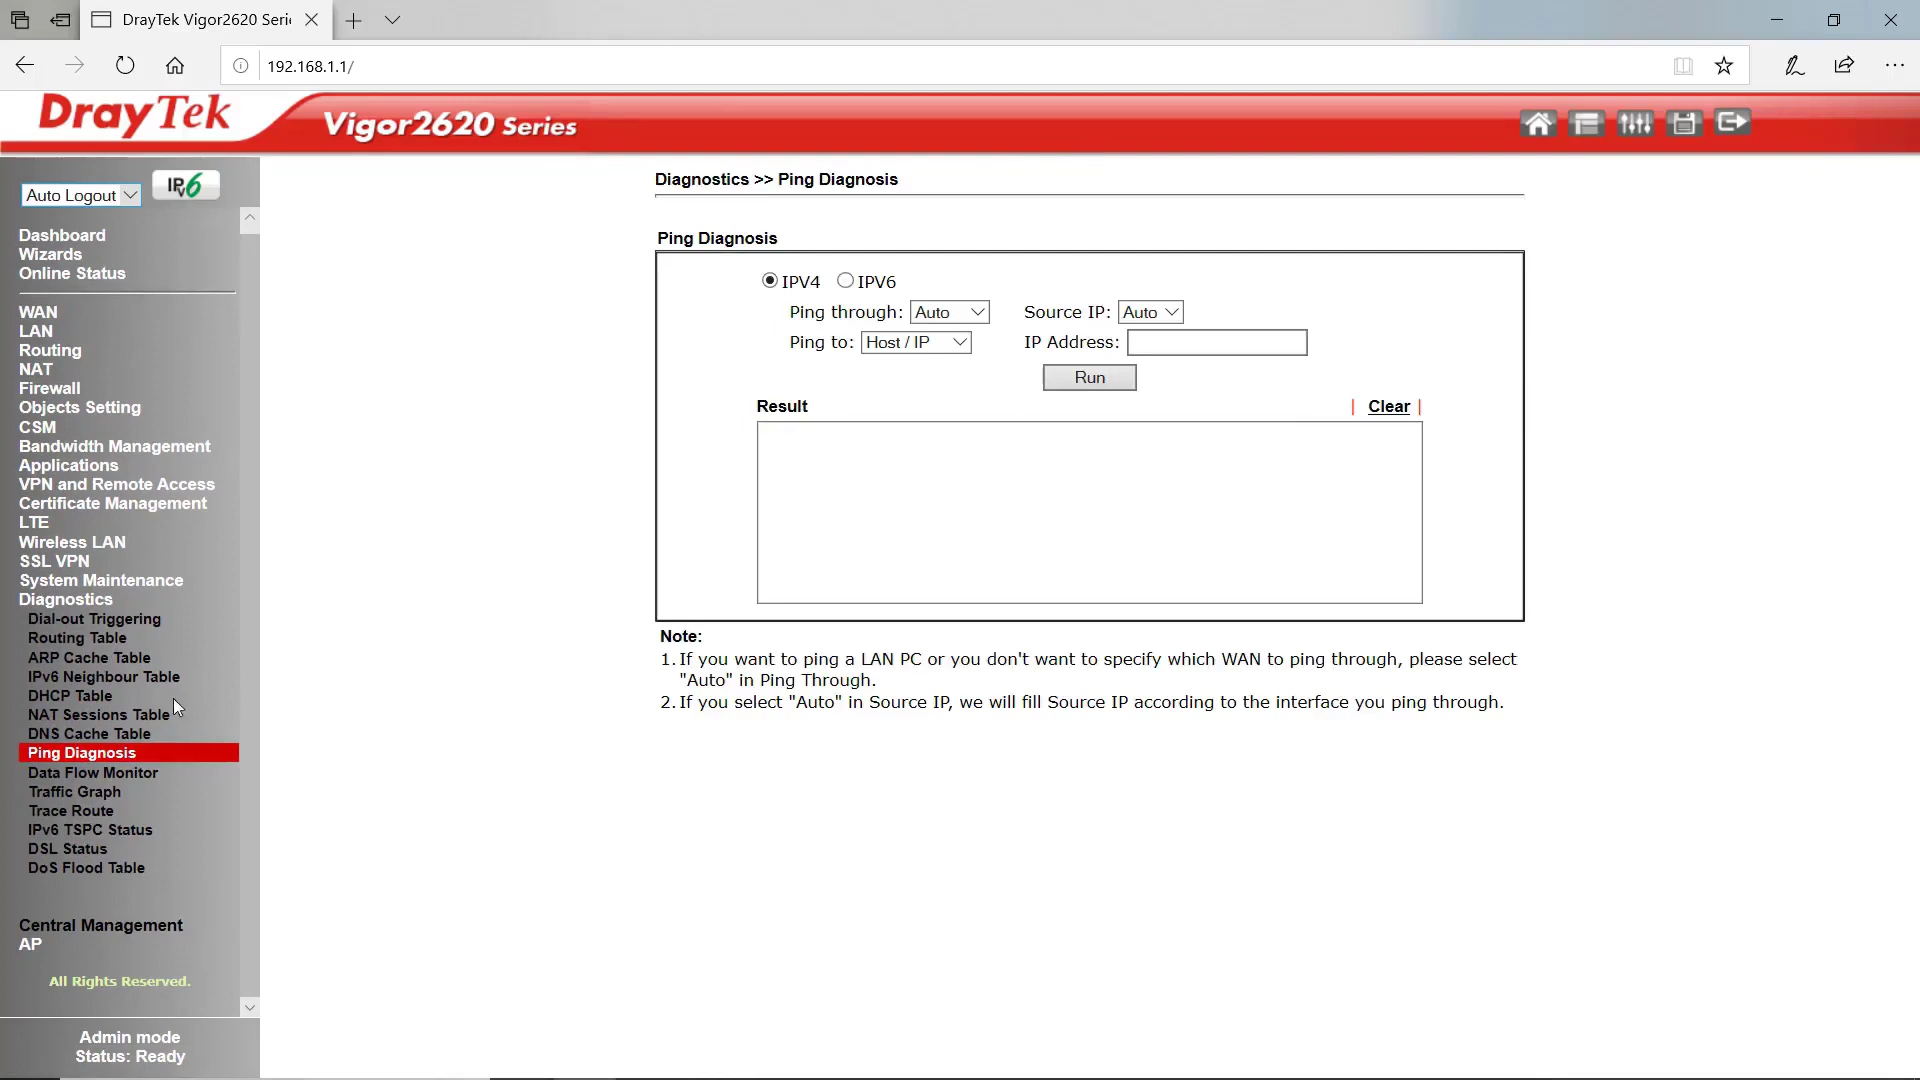 DrayTek Vigor2620 Seri
192.168.1.1/
DrayTek
Vigor2620 Series
Auto Logout
IPv6
Dashboard
Wizards
Online Status
WAN
LAN
Routing
NAT
Firewall
Objects Setting
CSM
Bandwidth Management
Applications
VPN and Remote Access
Certificate Management
LTE
Wireless LAN
SSL VPN
System Maintenance
Diagnostics
Dial-out Triggering
Routing Table
ARP Cache Table
IPv6 Neighbour Table
DHCP Table
NAT Sessions Table
DNS Cache Table
Ping Diagnosis
Data Flow Monitor
Traffic Graph
Trace Route
IPv6 TSPC Status
DSL Status
DoS Flood Table
Central Management
AP
All Rights Reserved.
Admin mode
Status: Ready
Diagnostics >> Ping Diagnosis
Ping Diagnosis
IPV4 IPV6
Ping through: Auto Source IP: Auto
Ping to: Host / IP IP Address:
Run
Result | Clear |
Note:
1. If you want to ping a LAN PC or you don't want to specify which WAN to ping through, please select
"Auto" in Ping Through.
2. If you select "Auto" in Source IP, we will fill Source IP according to the interface you ping through.